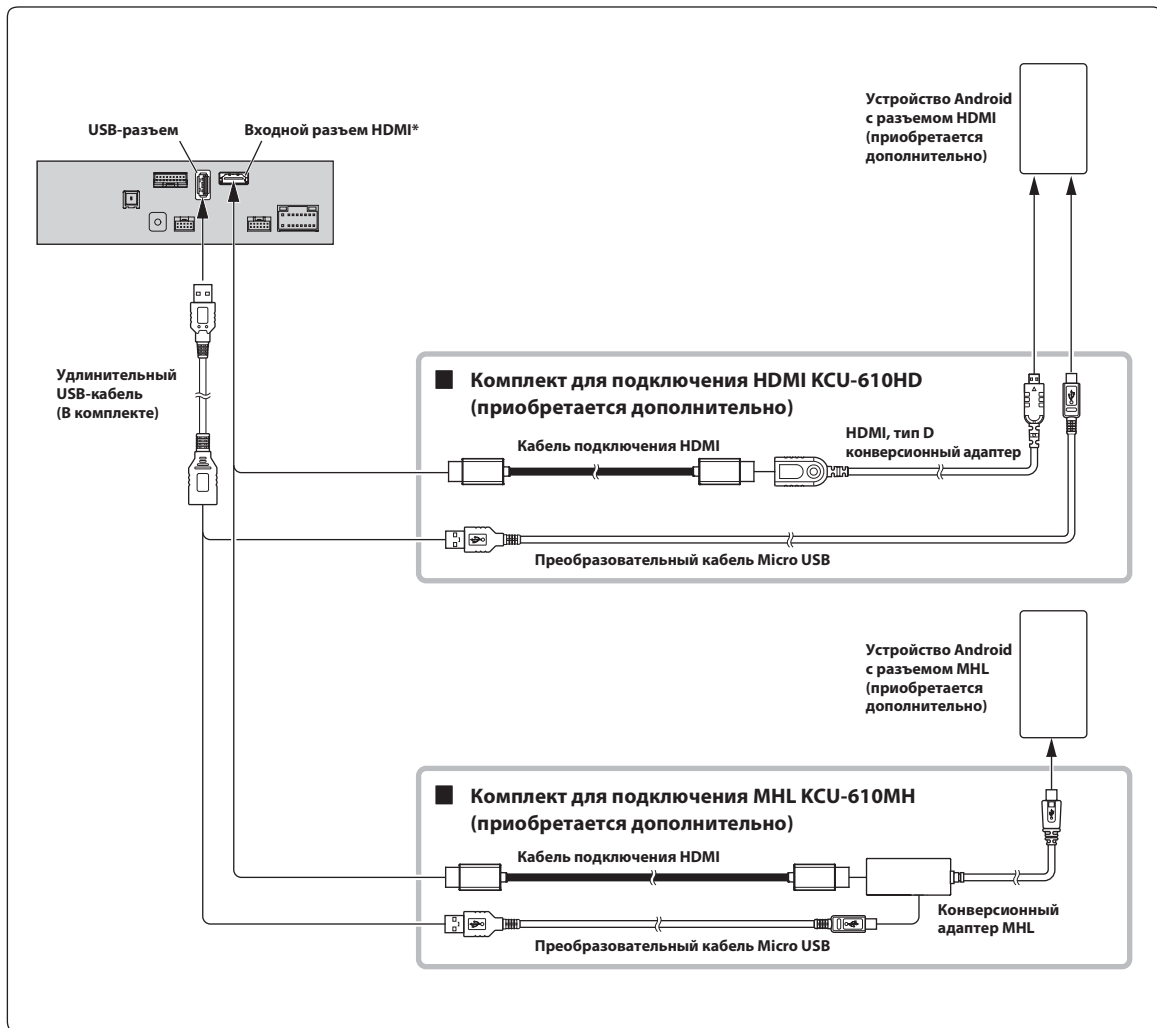 USB-разъем
Входной разъем HDMI*
Устройство Android
с разъемом HDMI
(приобретается
дополнительно)
Удлинительный
USB-кабель
(В комплекте)
Комплект для подключения HDMI KCU-610HD
(приобретается дополнительно)
Кабель подключения HDMI
HDMI, тип D
конверсионный адаптер
Преобразовательный кабель Micro USB
Устройство Android
с разъемом MHL
(приобретается
дополнительно)
Комплект для подключения MHL KCU-610MH
(приобретается дополнительно)
Кабель подключения HDMI
Конверсионный
адаптер MHL
Преобразовательный кабель Micro USB